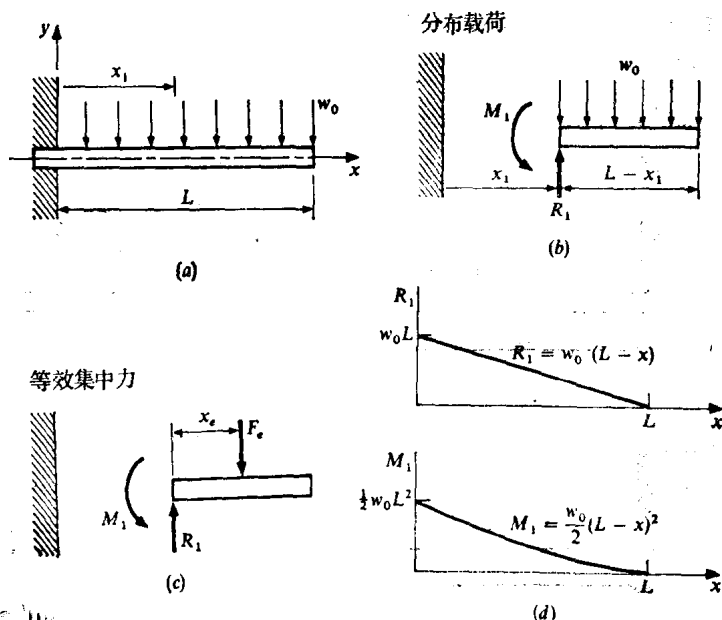 y
x₁
w₀
x
L
(a)
分布载荷
w₀
M₁
x₁
L − x₁
R₁
(b)
等效集中力
xₑ
Fₑ
M₁
R₁
(c)
R₁
w₀L
R₁ = w₀ (L − x)
L
x
M₁
½w₀L²
M₁ = w₀/2 (L − x)²
L
x
(d)